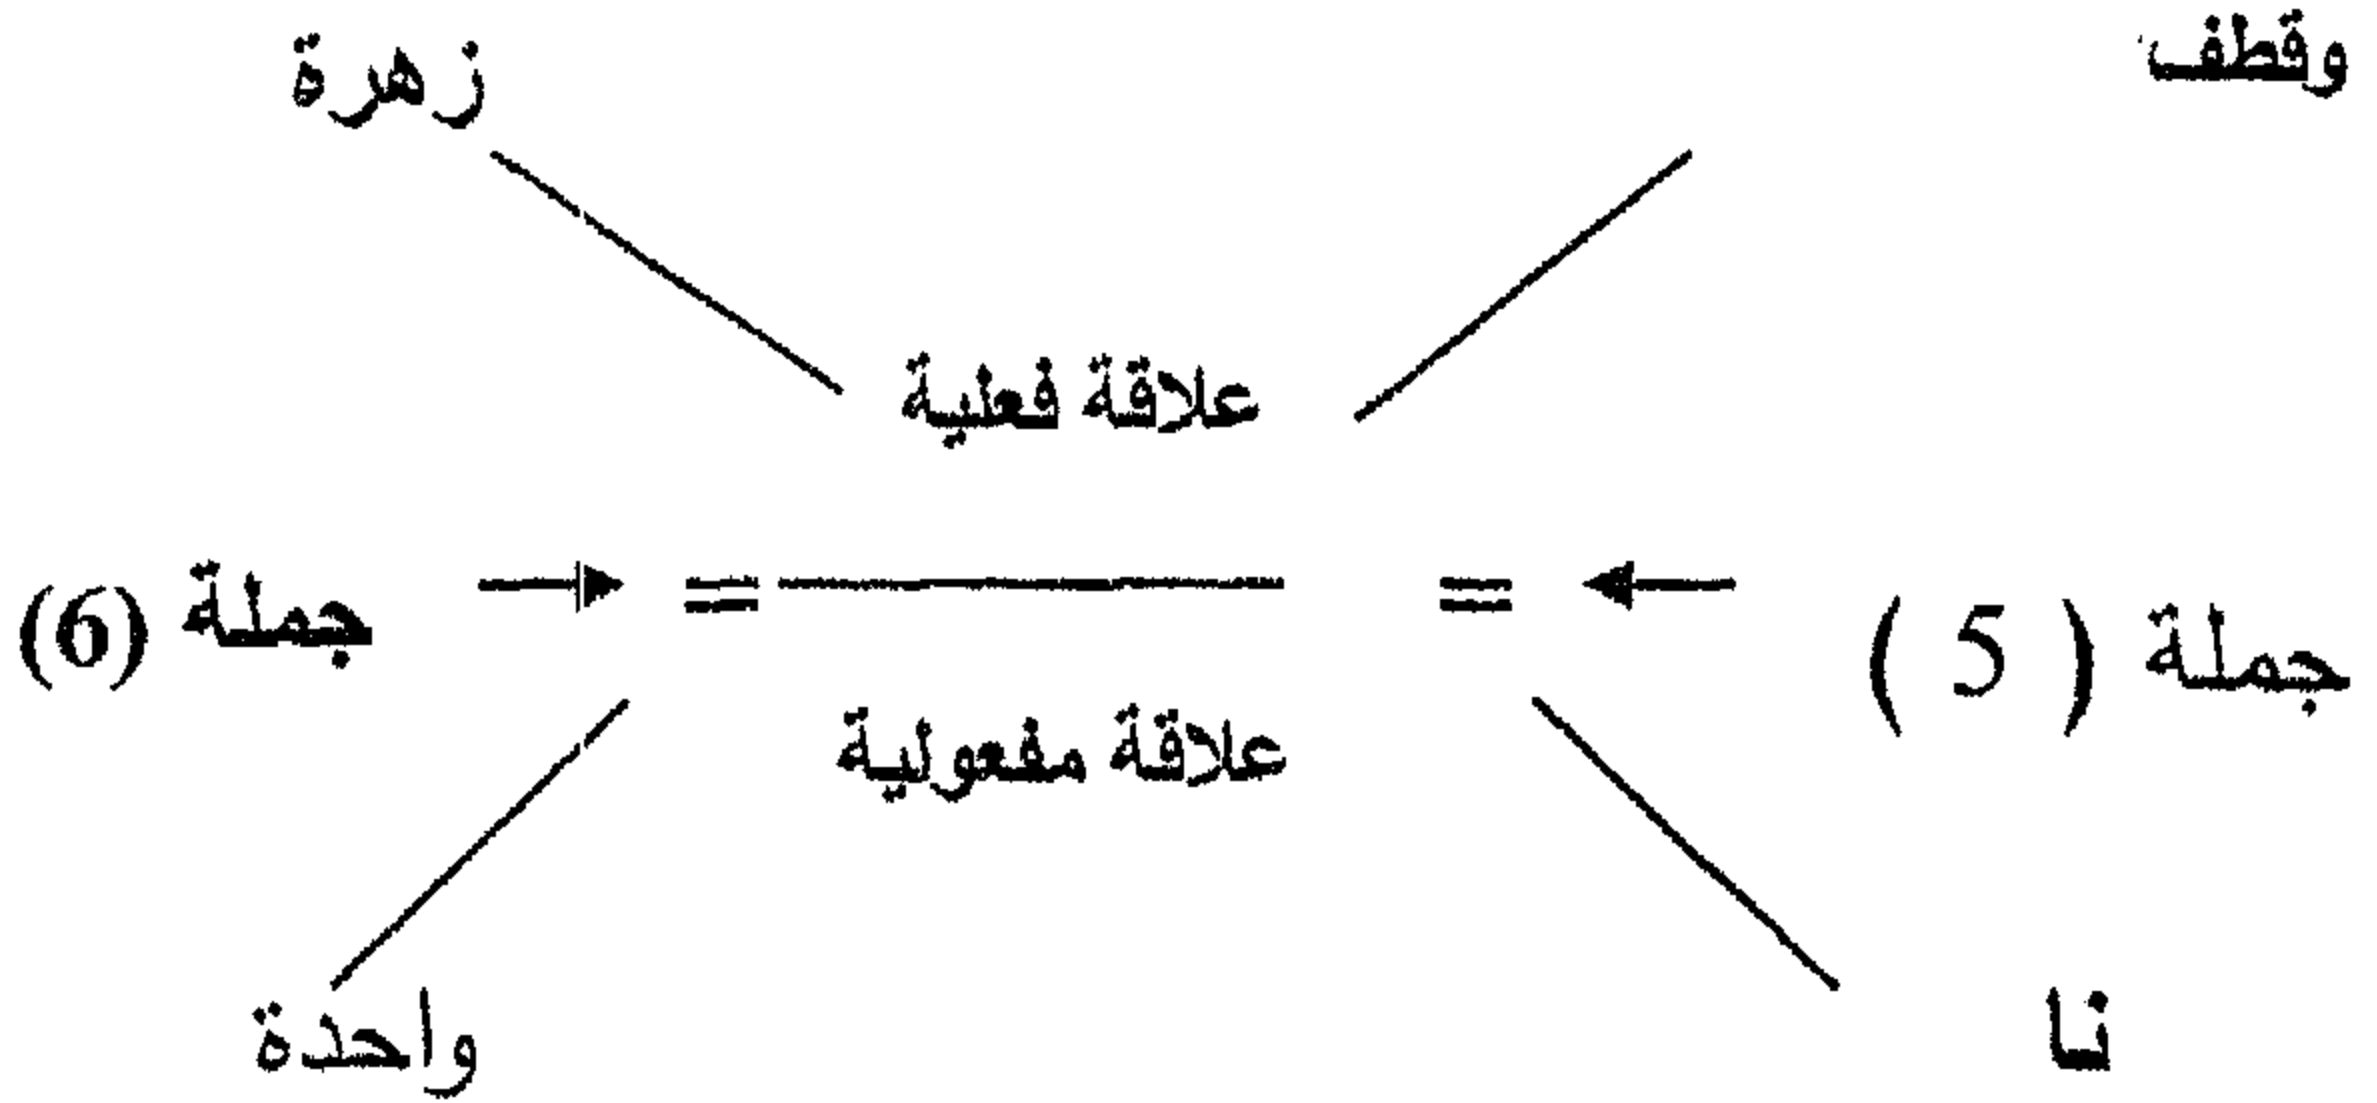 وقطف زهرة
علاقة فعلية
جملة ( 5 ) = = جملة (6)
علاقة مفعولية
نا واحدة